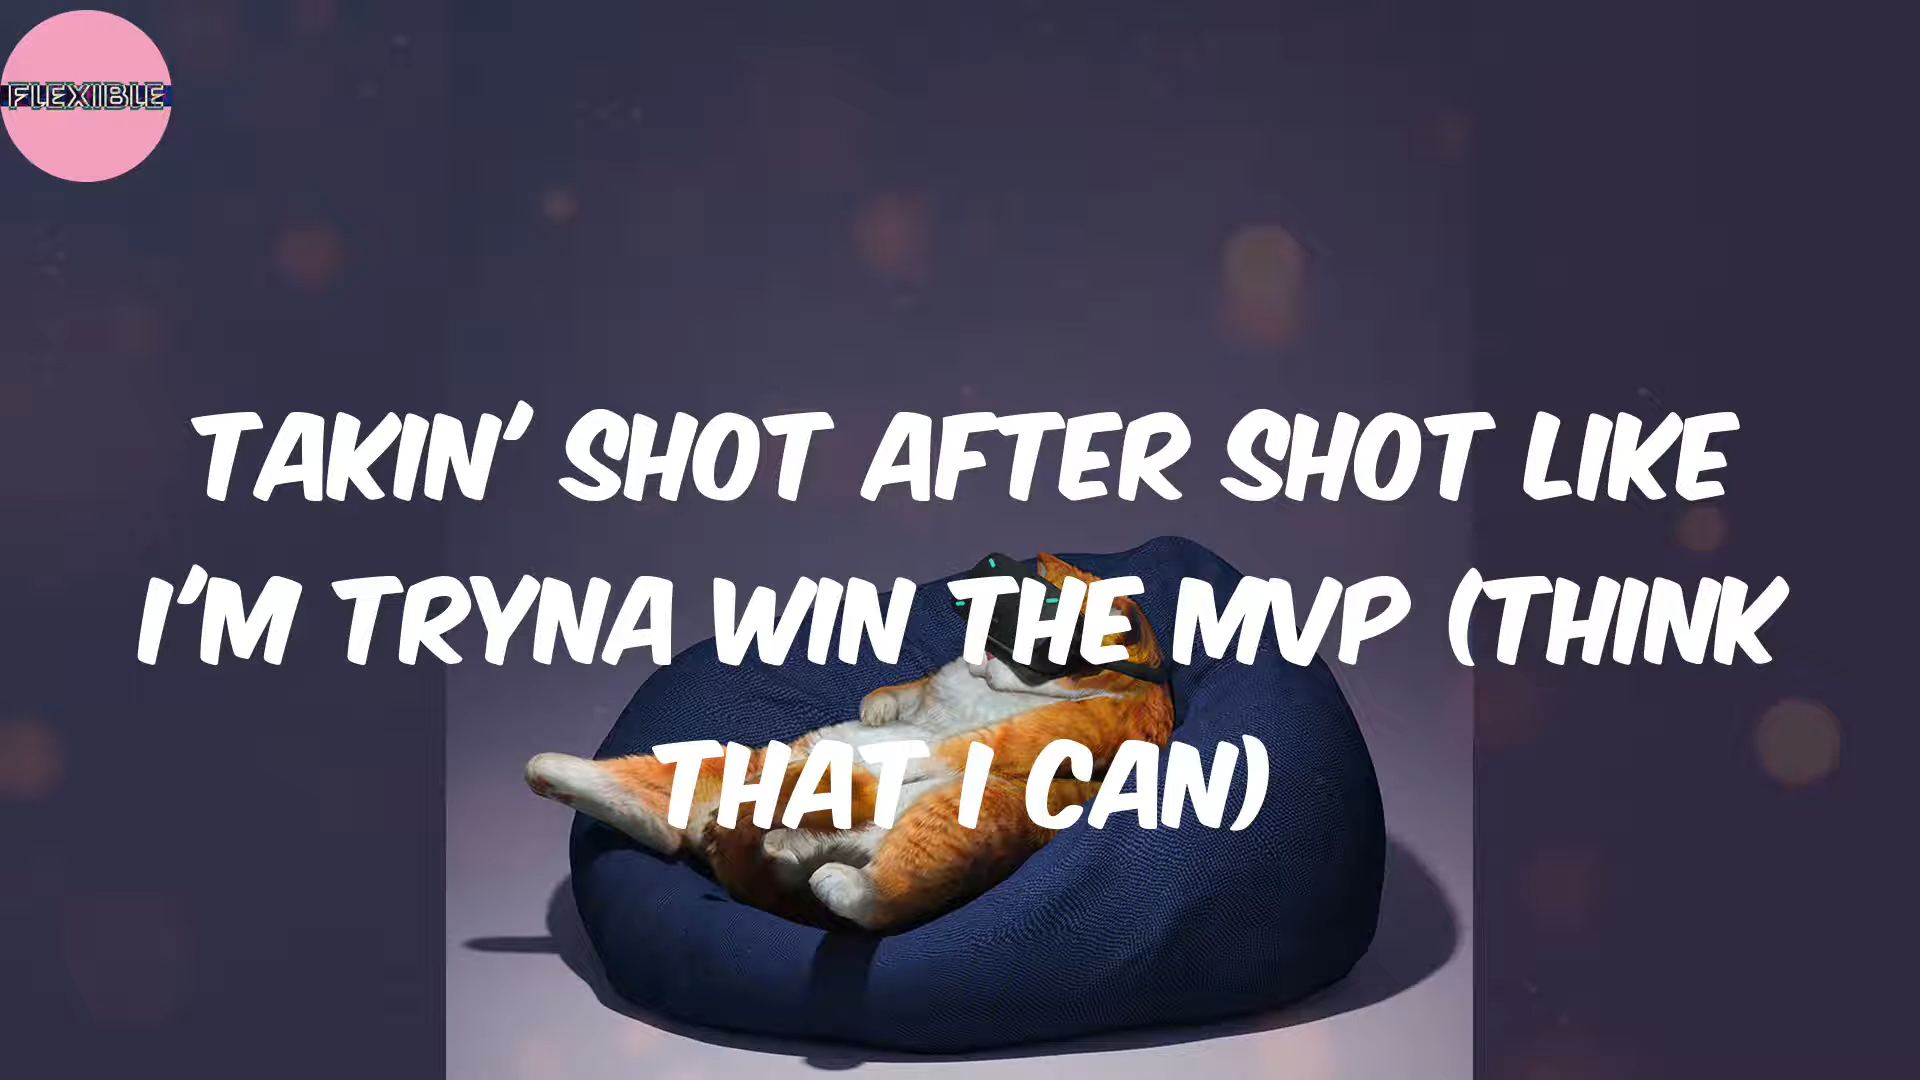 FLEXIBLE
TAKIN' SHOT AFTER SHOT LIKE
I'M TRYNA WIN THE MVP (THINK
THAT I CAN)